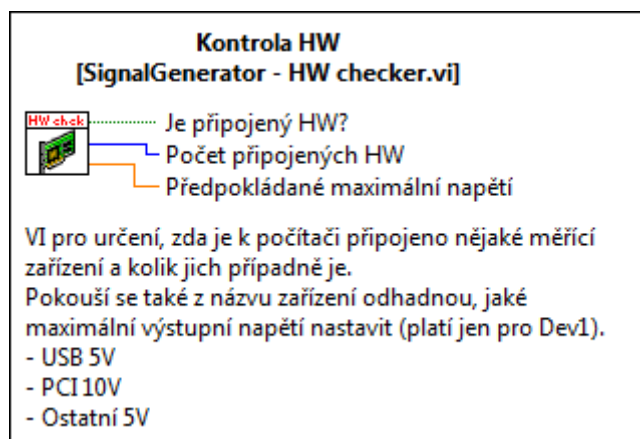 Kontrola HW
[SignalGenerator - HW checker.vi]
HW chck
Je připojený HW?
Počet připojených HW
Předpokládané maximální napětí
VI pro určení, zda je k počítači připojeno nějaké měřící
zařízení a kolik jich případně je.
Pokouší se také z názvu zařízení odhadnou, jaké
maximální výstupní napětí nastavit (platí jen pro Dev1).
- USB 5V
- PCI 10V
- Ostatní 5V